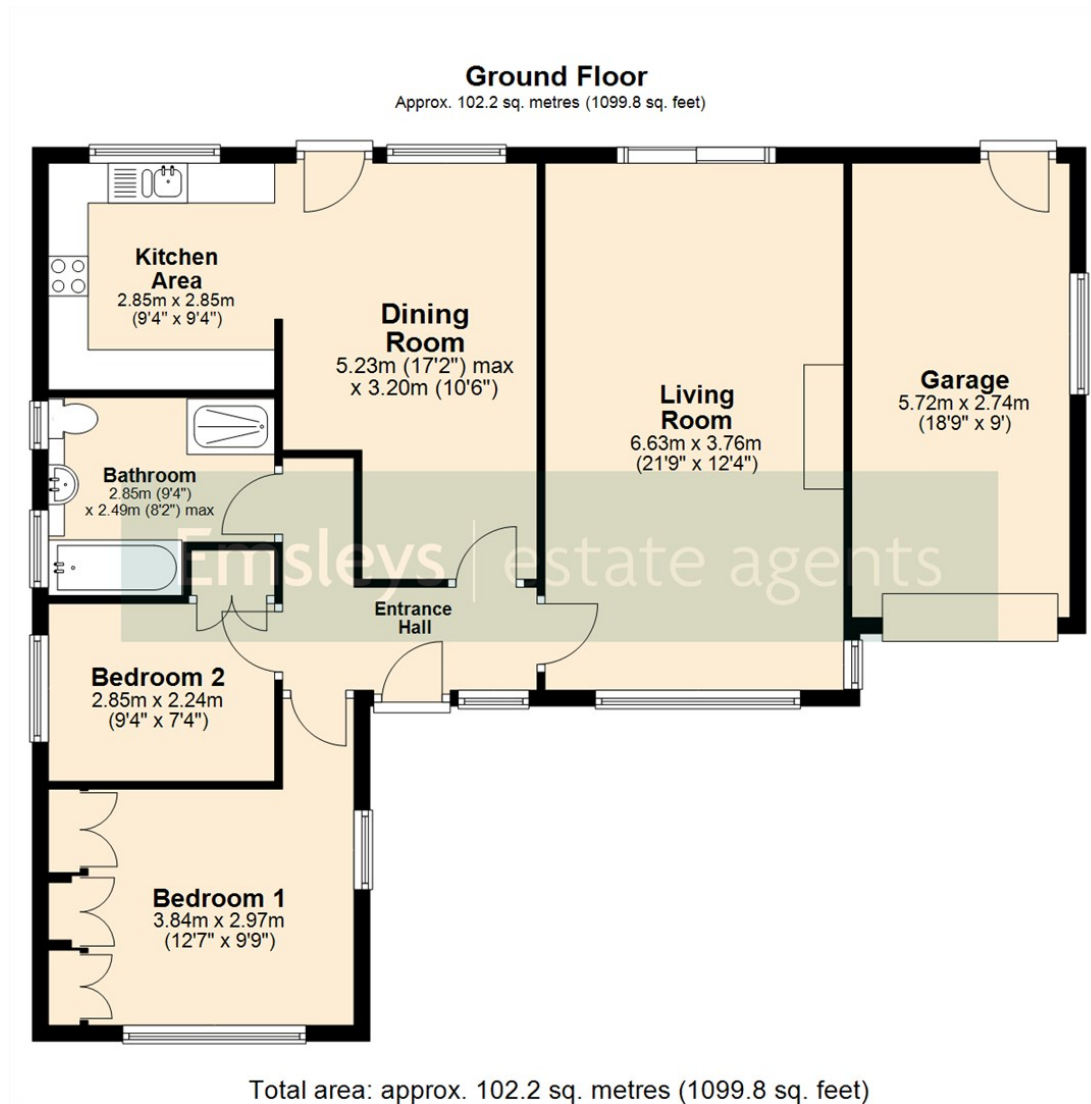 Ground Floor
Approx. 102.2 sq. metres (1099.8 sq. feet)
Kitchen
Area
2.85m x 2.85m
(9'4" x 9'4")
Dining
Room
5.23m (17'2") max
x 3.20m (10'6")
Living
Room
6.63m x 3.76m
(21'9" x 12'4")
Garage
5.72m x 2.74m
(18'9" x 9')
Bathroom
2.85m (9'4")
x 2.49m (8'2") max
Emsleys | estate agents
Entrance
Hall
Bedroom 2
2.85m x 2.24m
(9'4" x 7'4")
Bedroom 1
3.84m x 2.97m
(12'7" x 9'9")
Total area: approx. 102.2 sq. metres (1099.8 sq. feet)